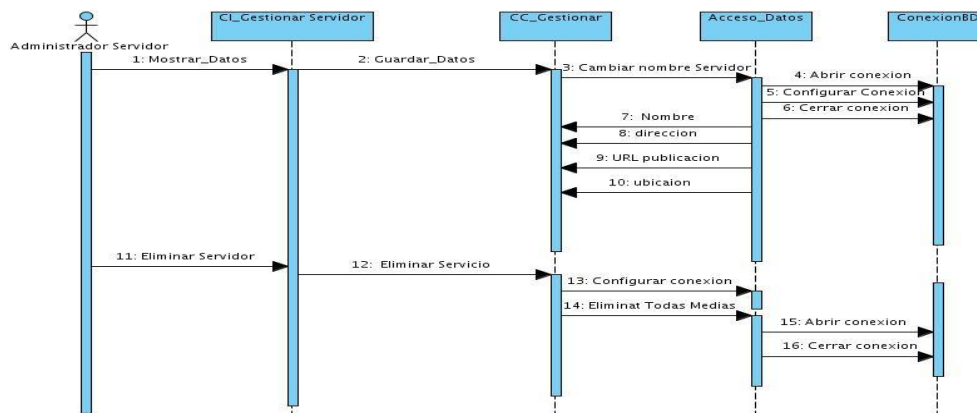 CI_Gestionar Servidor
CC_Gestionar
Acceso_Datos
ConexionBD
Administrador Servidor
1: Mostrar_Datos
2: Guardar_Datos
3: Cambiar nombre Servidor
4: Abrir conexion
5: Configurar Conexion
6: Cerrar conexion
7: Nombre
8: direccion
9: URL publicacion
10: ubicaion
11: Eliminar Servidor
12: Eliminar Servicio
13: Configurar conexion
14: Eliminat Todas Medias
15: Abrir conexion
16: Cerrar conexion